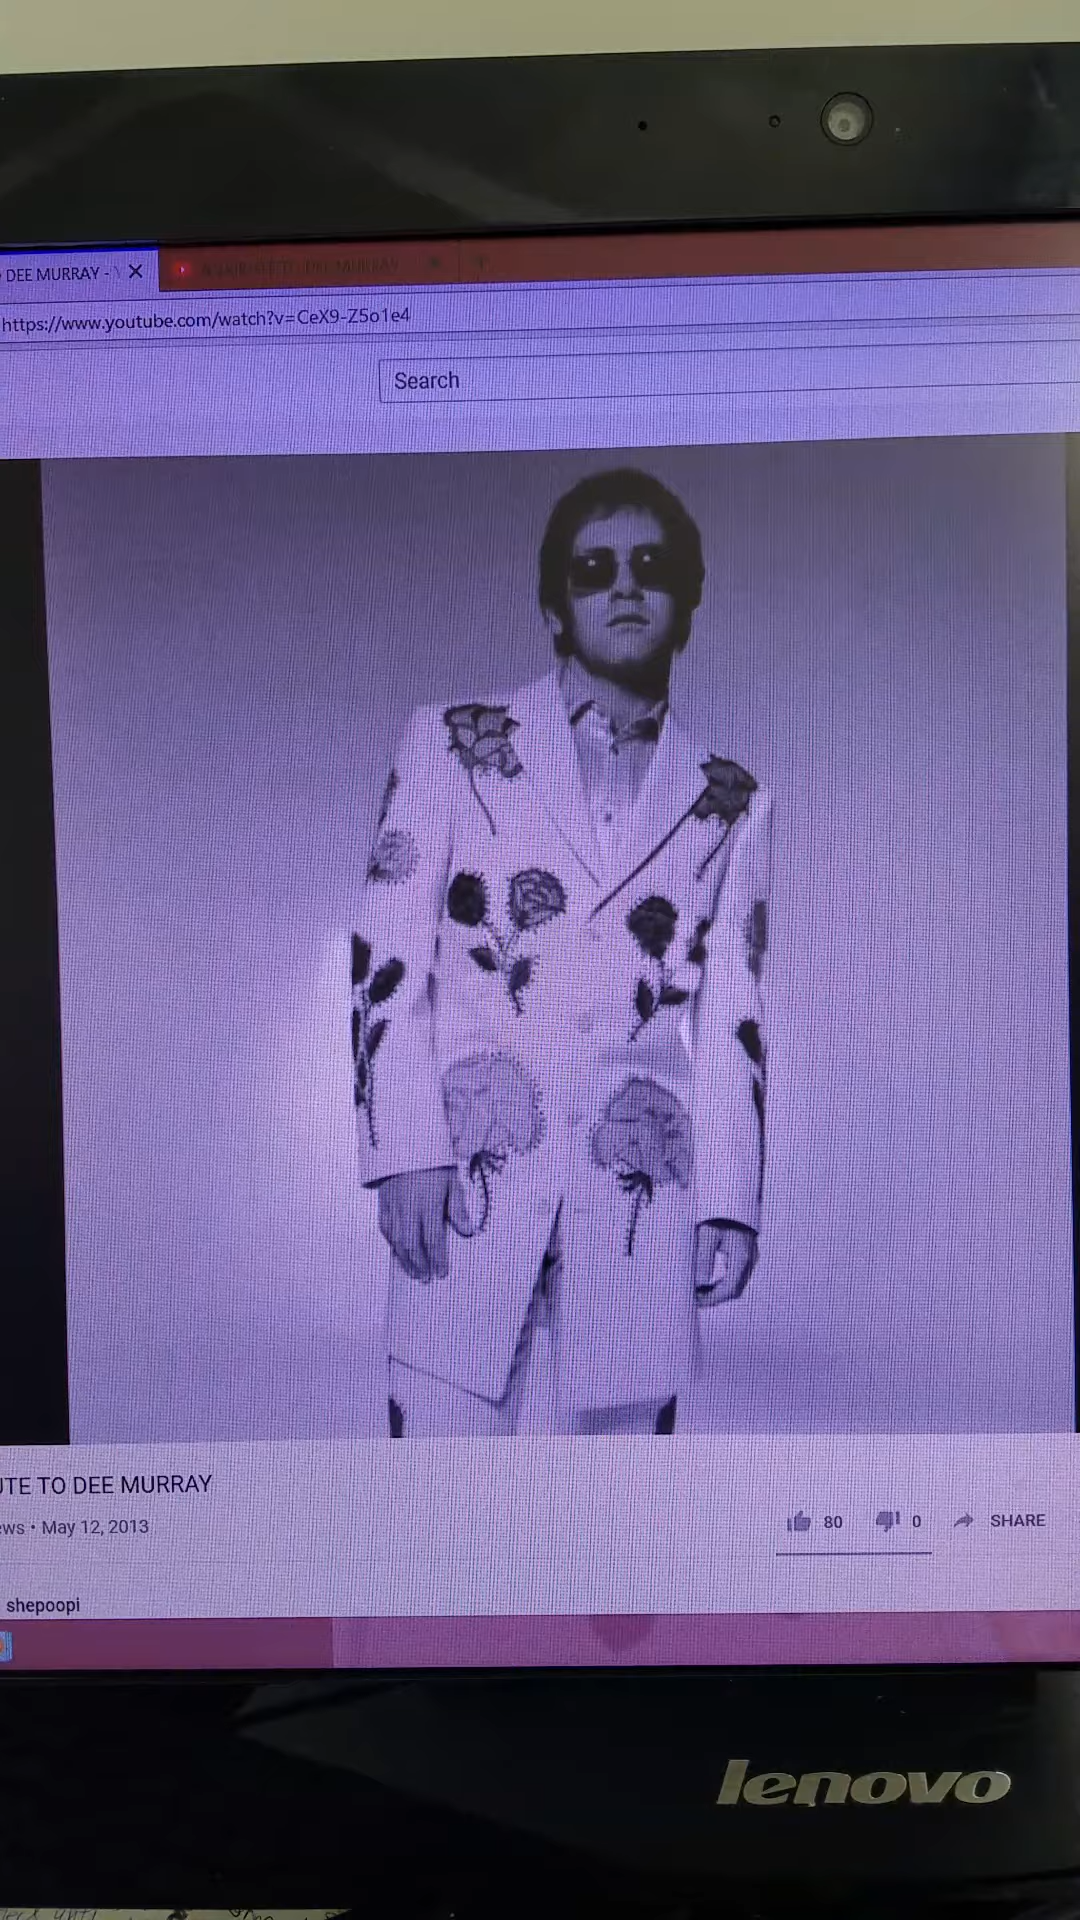 DEE MURRAY -
https://www.youtube.com/watch?v=CeX9-Z5o1e4
Search
UTE TO DEE MURRAY
ews • May 12, 2013
80 0 SHARE
shepoopi
lenovo